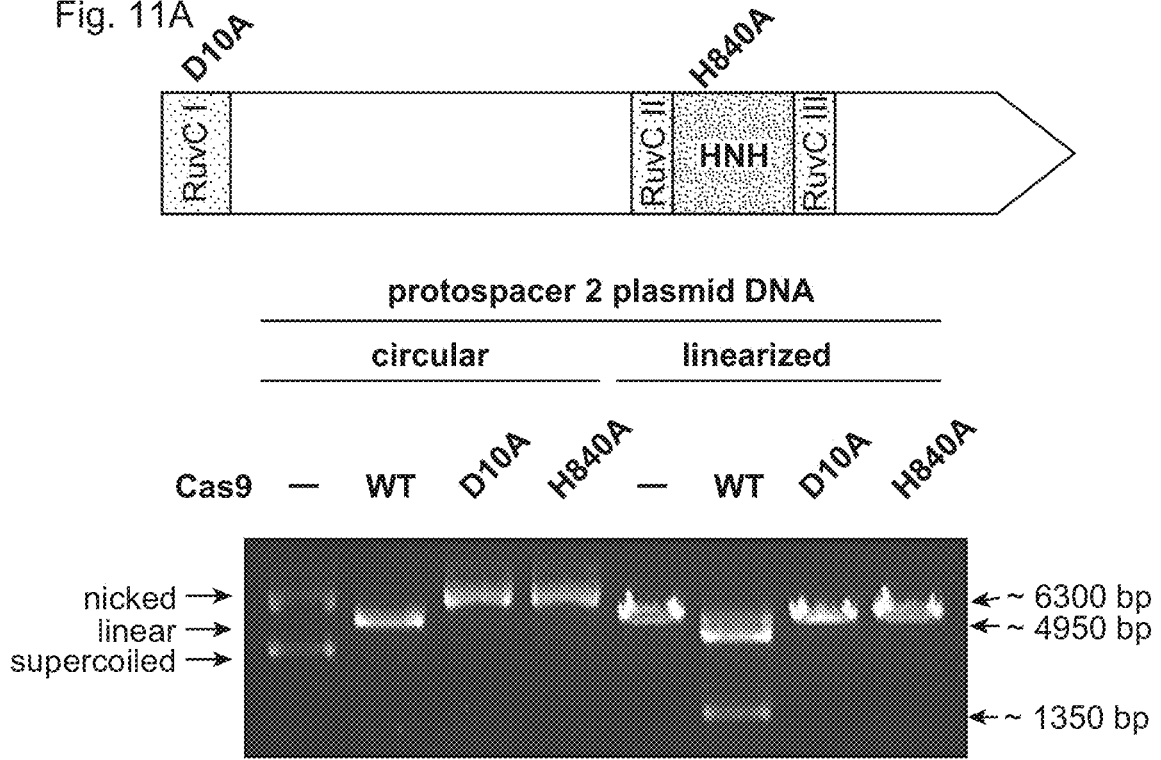 Fig. 11A
D10A
H840A
RuvC I
RuvC II
HNH
RuvC III
protospacer 2 plasmid DNA
circular linearized
Cas9 — WT D10A H840A — WT D10A H840A
nicked
linear
supercoiled
~ 6300 bp
~ 4950 bp
~ 1350 bp